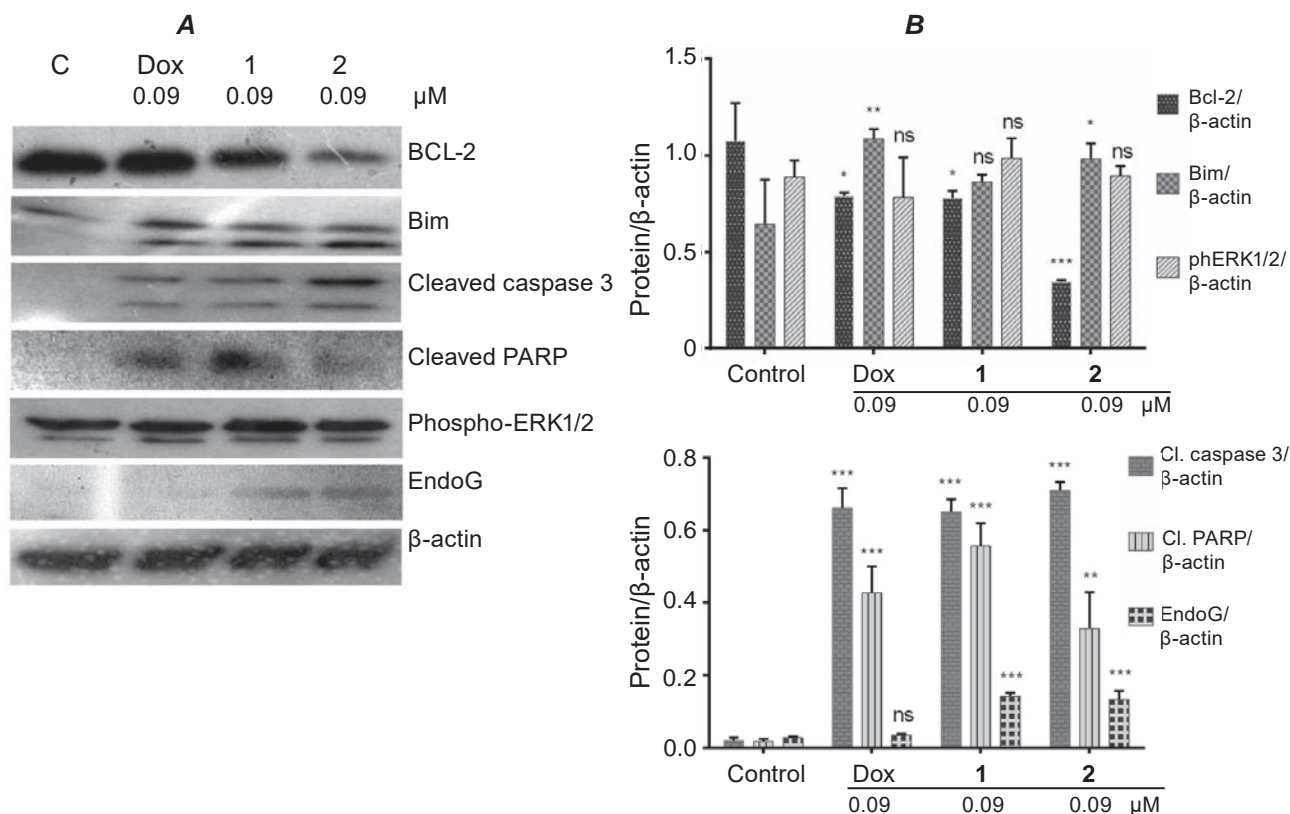 A
C Dox 1 2
0.09 0.09 0.09 µM
BCL-2
Bim
Cleaved caspase 3
Cleaved PARP
Phospho-ERK1/2
EndoG
β-actin
B
Protein/β-actin
1.5
1.0
0.5
0
* ** ns
* ns ns
*** * ns
Control Dox 1 2
0.09 0.09 0.09 µM
Bcl-2/
β-actin
Bim/
β-actin
phERK1/2/
β-actin
Protein/β-actin
0.8
0.6
0.4
0.2
0.0
*** *** ns
*** *** ***
*** ** ***
Control Dox 1 2
0.09 0.09 0.09 µM
Cl. caspase 3/
β-actin
Cl. PARP/
β-actin
EndoG/
β-actin